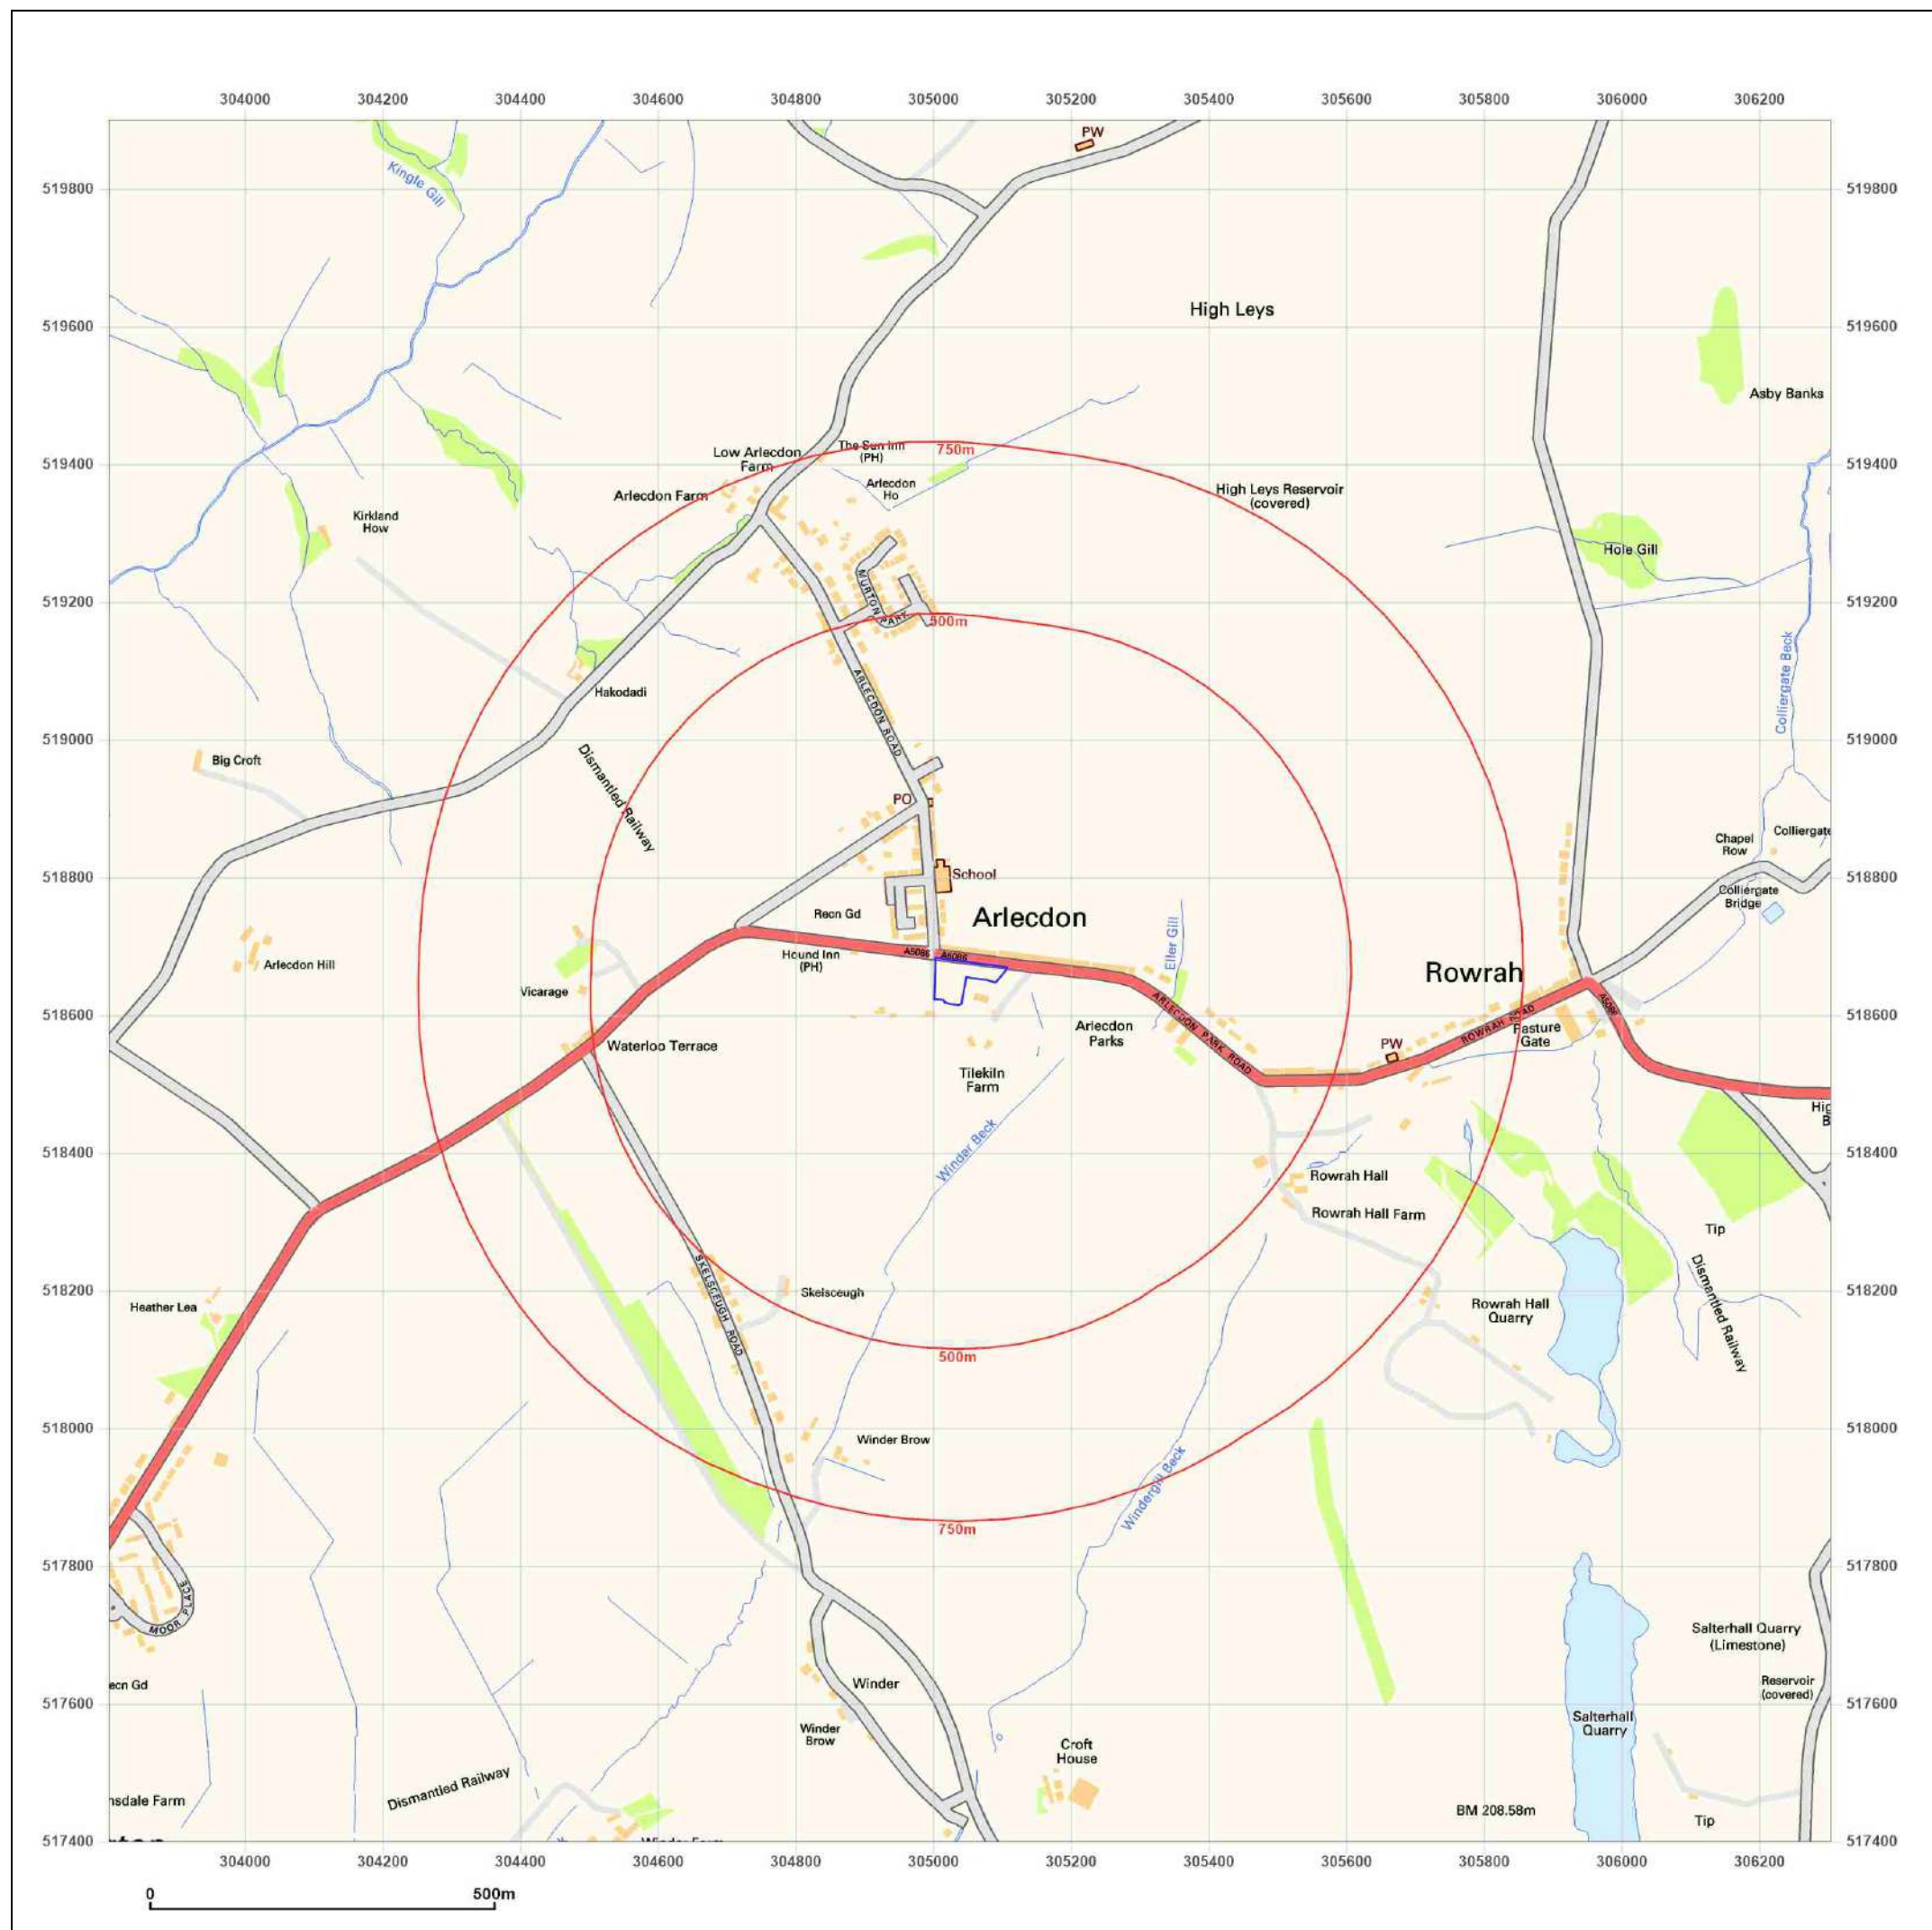 304000 304200 304400 304600 304800 305000 305200 305400 305600 305800 306000 306200
PW
519800 519800
Kingle Gill
High Leys
519600 519600
Asby Banks
The Sun Inn
(PH)
750m
Low Arlecdon
Farm
519400 519400
Arlecdon
Ho
Arlecdon Farm
High Leys Reservoir
(covered)
Kirkland
How
Hole Gill
MURTON
PARK
519200 519200
500m
Colliergate Beck
Hakodadi
ARLECDON ROAD
519000 519000
Big Croft
Dismantled Railway
PO
Chapel
Row
Colliergate
School
518800 518800
Colliergate
Bridge
Recn Gd
Arlecdon
Eller Gill
Hound Inn
(PH)
A5086
A5086
Arlecdon Hill
Rowrah
Vicarage
518600 518600
ARLECDON PARK ROAD
ROWRAH ROAD
A5086
Arlecdon
Parks
Pasture
Gate
Waterloo Terrace
PW
Tilekiln
Farm
Hig
B
Winder Beck
518400 518400
Rowrah Hall
Rowrah Hall Farm
Tip
SKELSCEUGH ROAD
Dismantled Railway
518200 518200
Skelsceugh
Heather Lea
Rowrah Hall
Quarry
500m
518000 518000
Winder Brow
Windergill Beck
750m
517800 517800
MOOR PLACE
Salterhall Quarry
(Limestone)
ecn Gd
Winder
Reservoir
(covered)
517600 517600
Salterhall
Quarry
Winder
Brow
Croft
House
Dismantled Railway
nsdale Farm
BM 208.58m
Tip
Winder Farm
517400 517400
304000 304200 304400 304600 304800 305000 305200 305400 305600 305800 306000 306200
0 500m